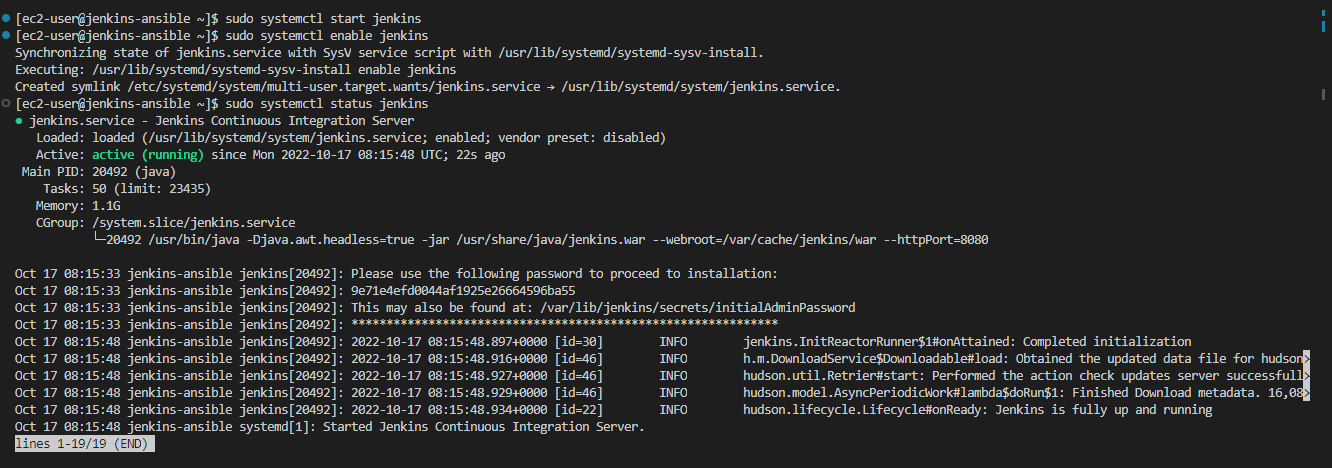 [ec2-user@jenkins-ansible ~]$ sudo systemctl start jenkins
[ec2-user@jenkins-ansible ~]$ sudo systemctl enable jenkins
Synchronizing state of jenkins.service with SysV service script with /usr/lib/systemd/systemd-sysv-install.
Executing: /usr/lib/systemd/systemd-sysv-install enable jenkins
Created symlink /etc/systemd/system/multi-user.target.wants/jenkins.service → /usr/lib/systemd/system/jenkins.service.
[ec2-user@jenkins-ansible ~]$ sudo systemctl status jenkins
● jenkins.service - Jenkins Continuous Integration Server
Loaded: loaded (/usr/lib/systemd/system/jenkins.service; enabled; vendor preset: disabled)
Active: active (running) since Mon 2022-10-17 08:15:48 UTC; 22s ago
Main PID: 20492 (java)
Tasks: 50 (limit: 23435)
Memory: 1.1G
CGroup: /system.slice/jenkins.service
└─20492 /usr/bin/java -Djava.awt.headless=true -jar /usr/share/java/jenkins.war --webroot=/var/cache/jenkins/war --httpPort=8080
Oct 17 08:15:33 jenkins-ansible jenkins[20492]: Please use the following password to proceed to installation:
Oct 17 08:15:33 jenkins-ansible jenkins[20492]: 9e71e4efd0044af1925e26664596ba55
Oct 17 08:15:33 jenkins-ansible jenkins[20492]: This may also be found at: /var/lib/jenkins/secrets/initialAdminPassword
Oct 17 08:15:33 jenkins-ansible jenkins[20492]: *************************************************************
Oct 17 08:15:48 jenkins-ansible jenkins[20492]: 2022-10-17 08:15:48.897+0000 [id=30] INFO jenkins.InitReactorRunner$1#onAttained: Completed initialization
Oct 17 08:15:48 jenkins-ansible jenkins[20492]: 2022-10-17 08:15:48.916+0000 [id=46] INFO h.m.DownloadService$Downloadable#load: Obtained the updated data file for hudson>
Oct 17 08:15:48 jenkins-ansible jenkins[20492]: 2022-10-17 08:15:48.927+0000 [id=46] INFO hudson.util.Retrier#start: Performed the action check updates server successfull>
Oct 17 08:15:48 jenkins-ansible jenkins[20492]: 2022-10-17 08:15:48.929+0000 [id=46] INFO hudson.model.AsyncPeriodicWork#lambda$doRun$1: Finished Download metadata. 16,08>
Oct 17 08:15:48 jenkins-ansible jenkins[20492]: 2022-10-17 08:15:48.934+0000 [id=22] INFO hudson.lifecycle.Lifecycle#onReady: Jenkins is fully up and running
Oct 17 08:15:48 jenkins-ansible systemd[1]: Started Jenkins Continuous Integration Server.
lines 1-19/19 (END)